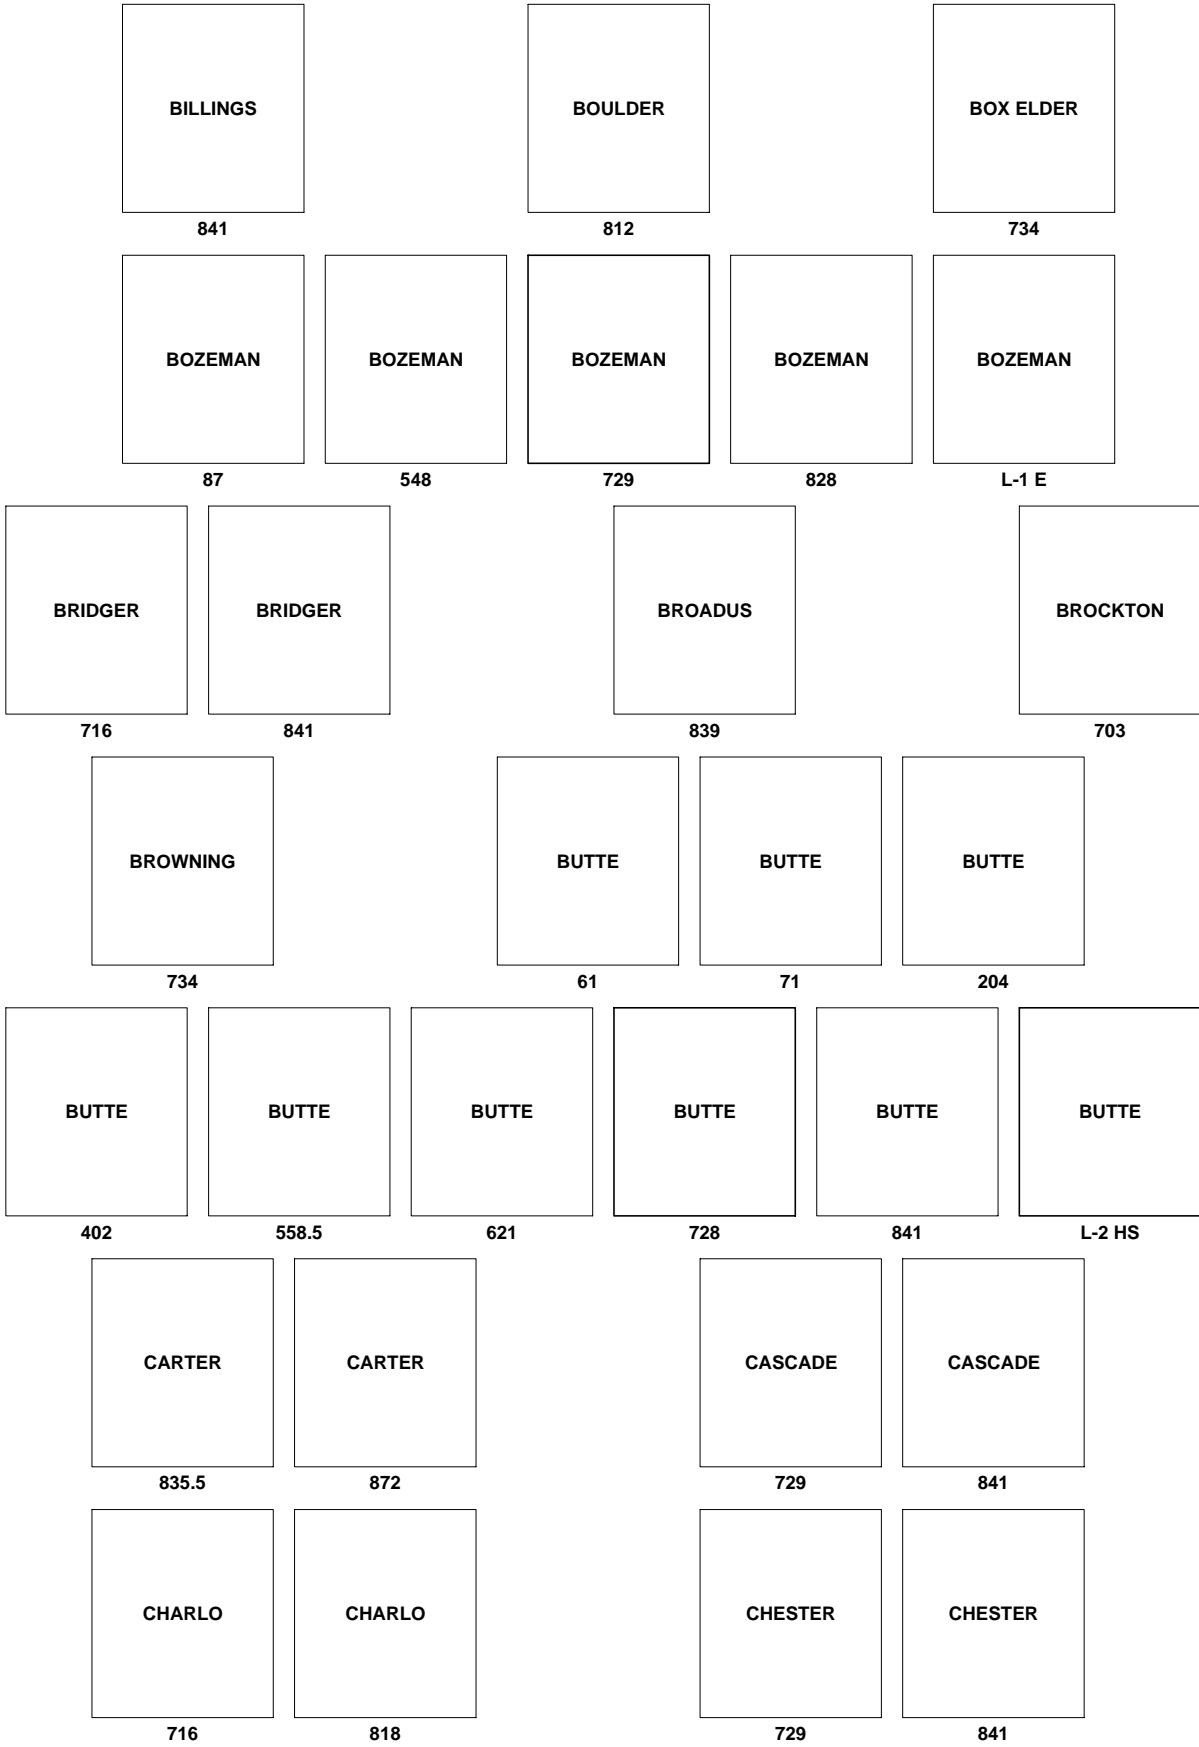 BILLINGS BOULDER BOX ELDER
841 812 734
BOZEMAN BOZEMAN BOZEMAN BOZEMAN BOZEMAN
87 548 729 828 L-1 E
BRIDGER BRIDGER BROADUS BROCKTON
716 841 839 703
BROWNING BUTTE BUTTE BUTTE
734 61 71 204
BUTTE BUTTE BUTTE BUTTE BUTTE BUTTE
402 558.5 621 728 841 L-2 HS
CARTER CARTER CASCADE CASCADE
835.5 872 729 841
CHARLO CHARLO CHESTER CHESTER
716 818 729 841